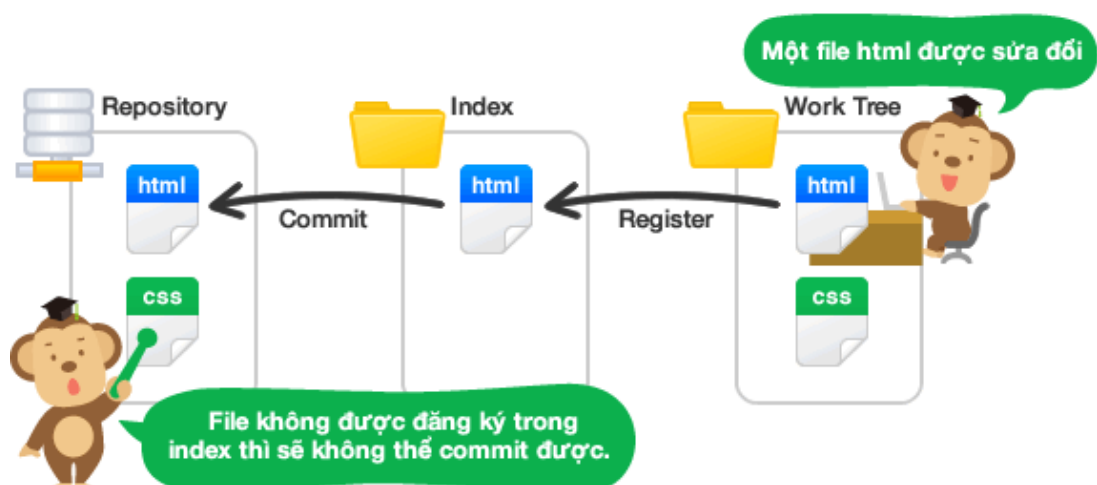 Một file html được sửa đổi
Repository
Index
Work Tree
html
html
html
Commit
Register
css
css
File không được đăng ký trong
index thì sẽ không thể commit được.